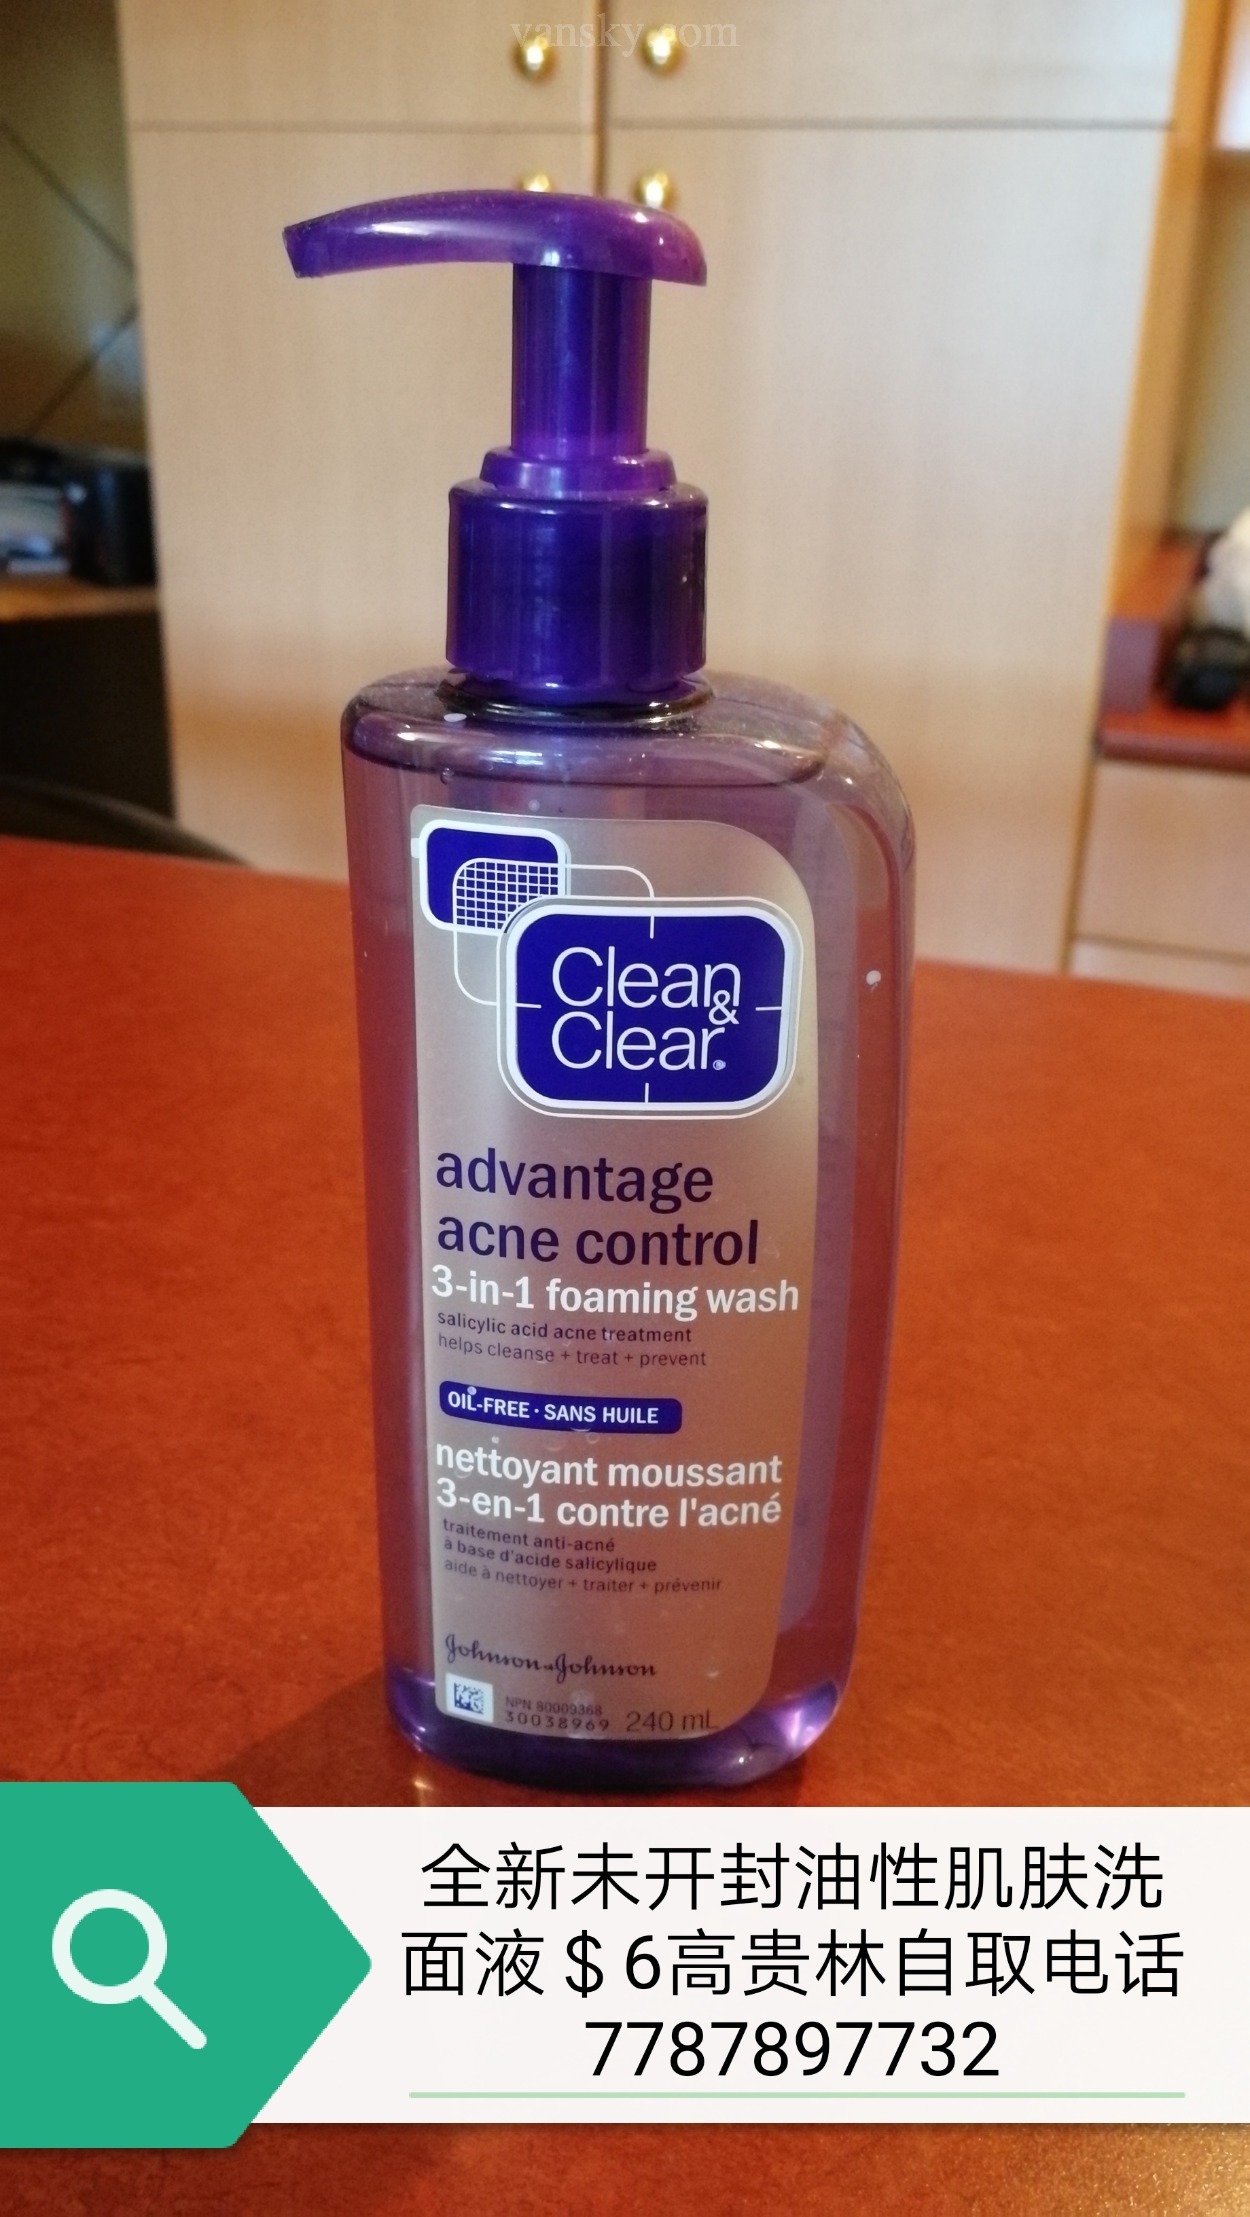 vansky.com
Clean
&
Clear®
advantage
acne control
3-in-1 foaming wash
salicylic acid acne treatment
helps cleanse + treat + prevent
OIL-FREE · SANS HUILE
nettoyant moussant
3-en-1 contre l'acné
traitement anti-acné
à base d'acide salicylique
aide à nettoyer + traiter + prévenir
Johnson & Johnson
NPN 80009368
30038969 240 mL
全新未开封油性肌肤洗
面液＄6高贵林自取电话
7787897732